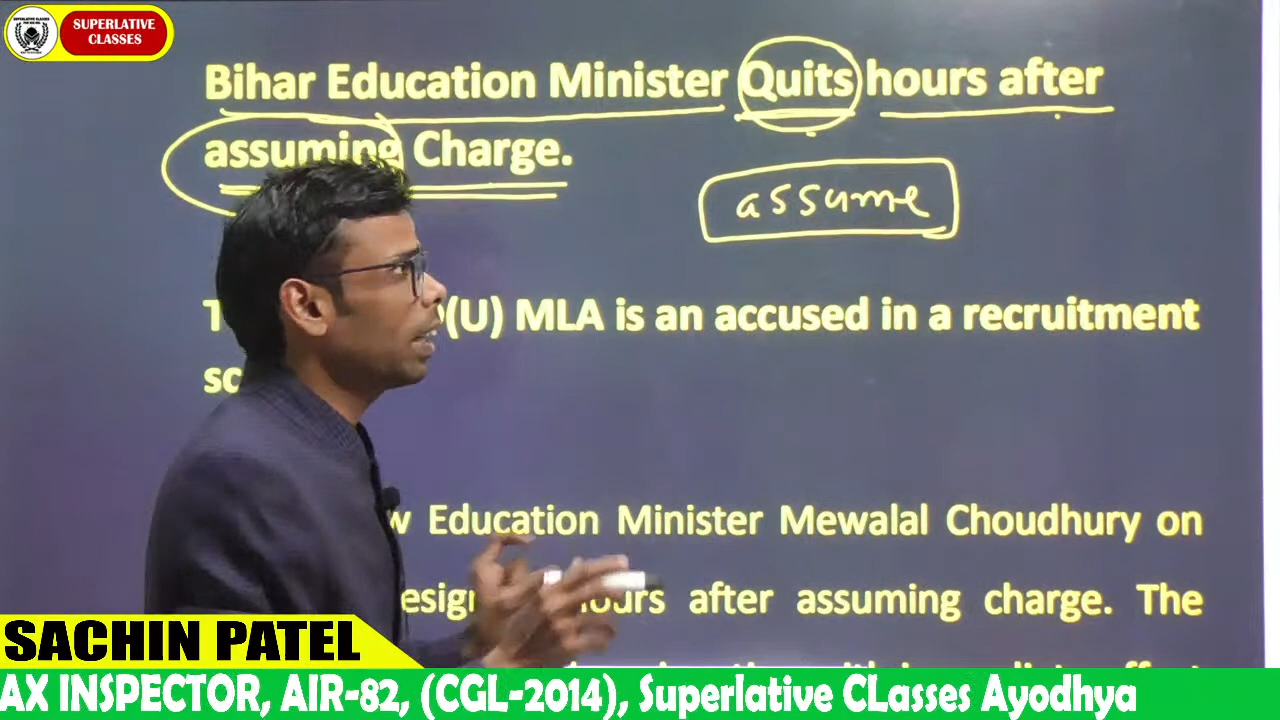 SUPERLATIVE
CLASSES
Bihar Education Minister Quits hours after
assuming Charge.
assume
(U) MLA is an accused in a recruitment
Education Minister Mewalal Choudhury on
hours after assuming charge. The
SACHIN PATEL
AX INSPECTOR, AIR-82, (CGL-2014), Superlative CLasses Ayodhya